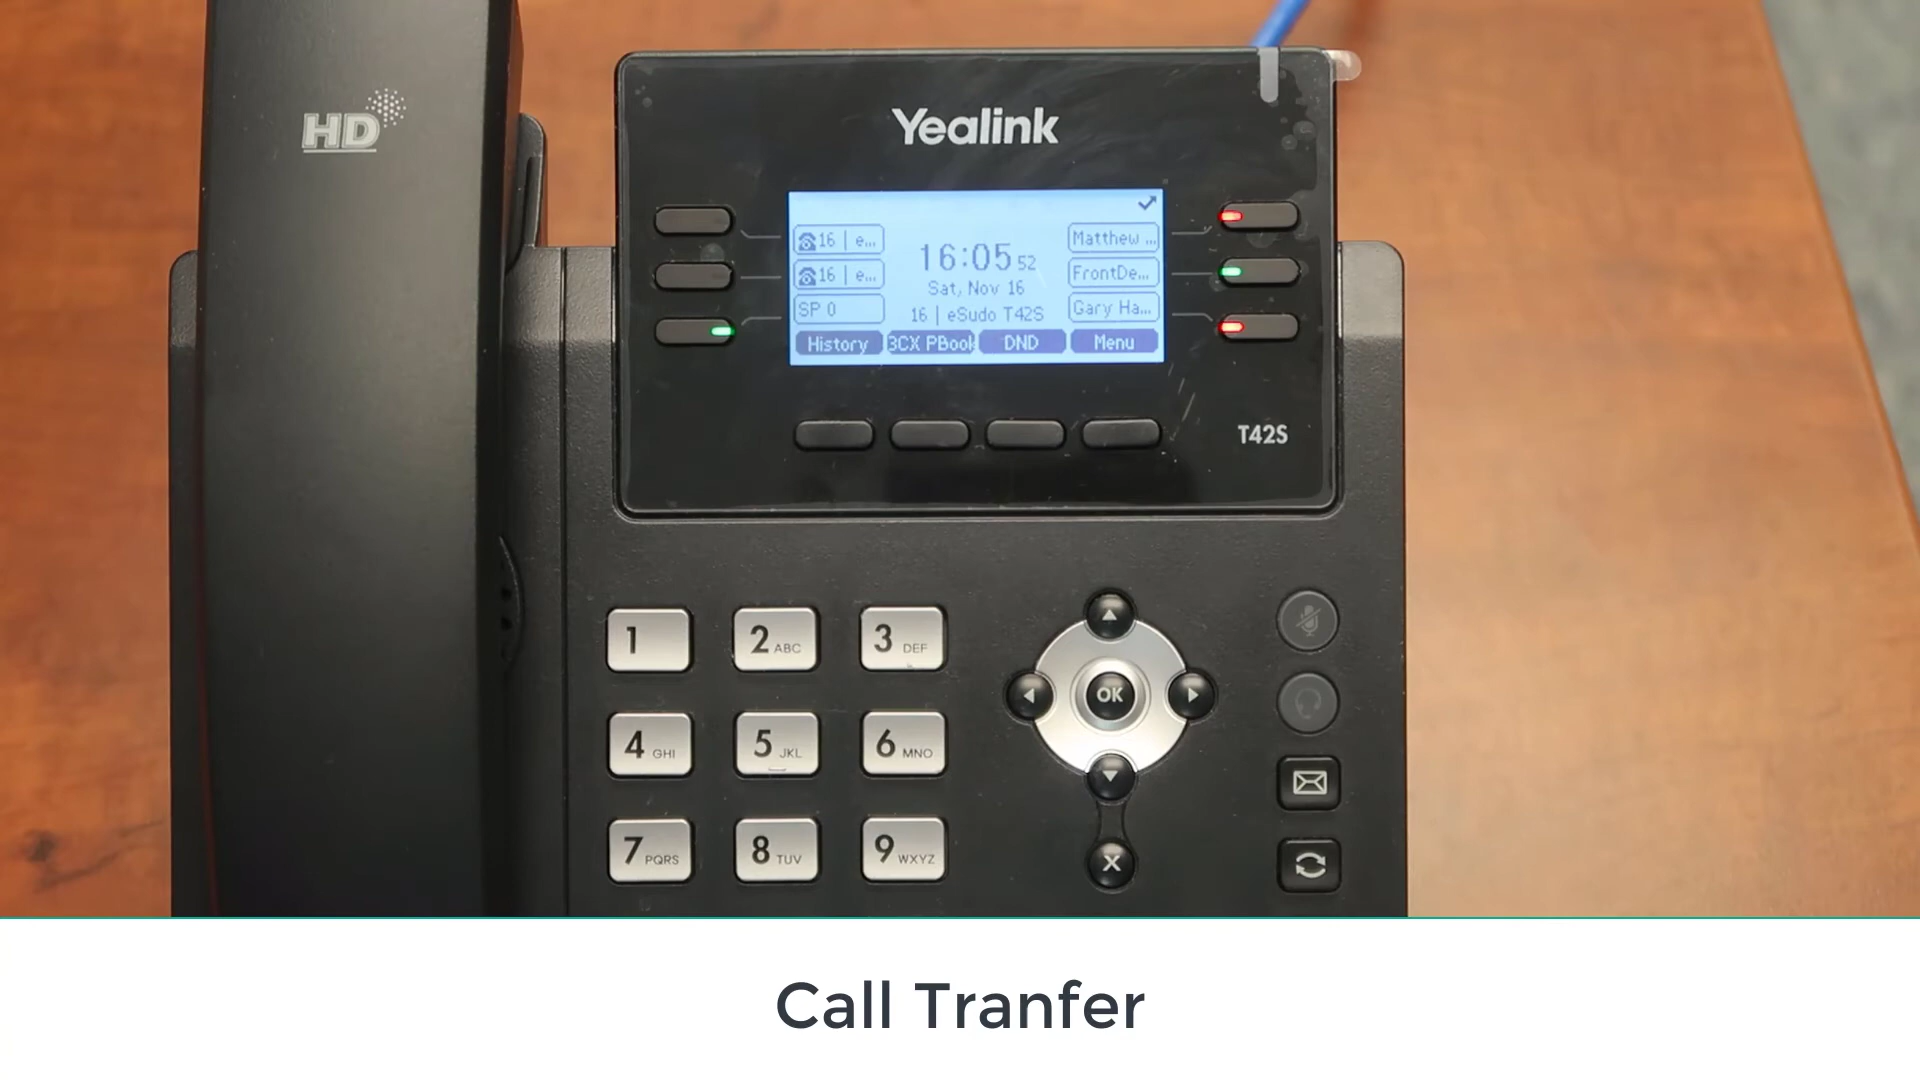 HD
Yealink
16 | e...
16 | e...
SP 0
16:05 52
Sat, Nov 16
16 | eSudo T42S
Matthew ...
FrontDe...
Gary Ha...
History
3CX PBook
DND
Menu
T42S
1
2 ABC
3 DEF
4 GHI
5 JKL
6 MNO
7 PQRS
8 TUV
9 WXYZ
OK
X
Call Tranfer